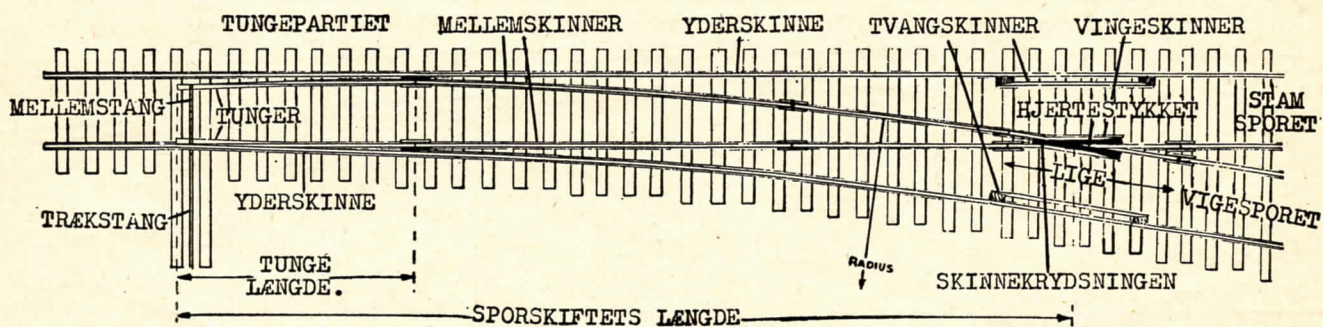 TUNGEPARTIET
MELLEMSKINNER
YDERSKINNE
TVANGSKINNER
VINGESKINNER
MELLEMSTANG
TUNGER
HJERTESTYKKET
STAM
SPORET
LIGE
VIGESPORET
YDERSKINNE
TRÆKSTANG
TUNGE
LÆNGDE.
RADIUS
SKINNEKRYDSNINGEN
SPORSKIFTETS LÆNGDE